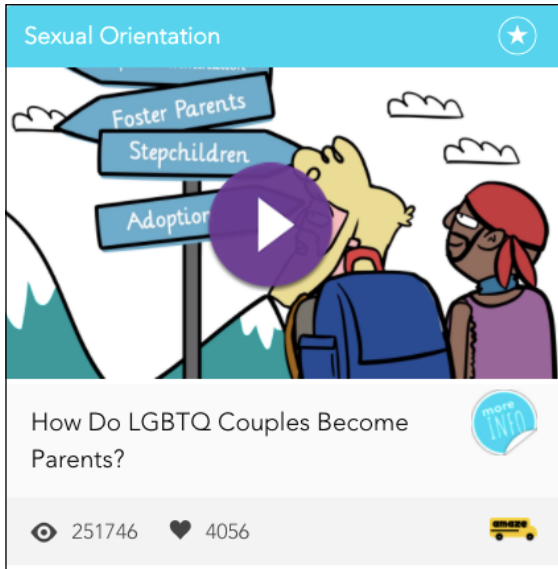 Sexual Orientation
Foster Parents
Stepchildren
Adoption
How Do LGBTQ Couples Become
Parents?
more
INFO
251746
4056
amaze